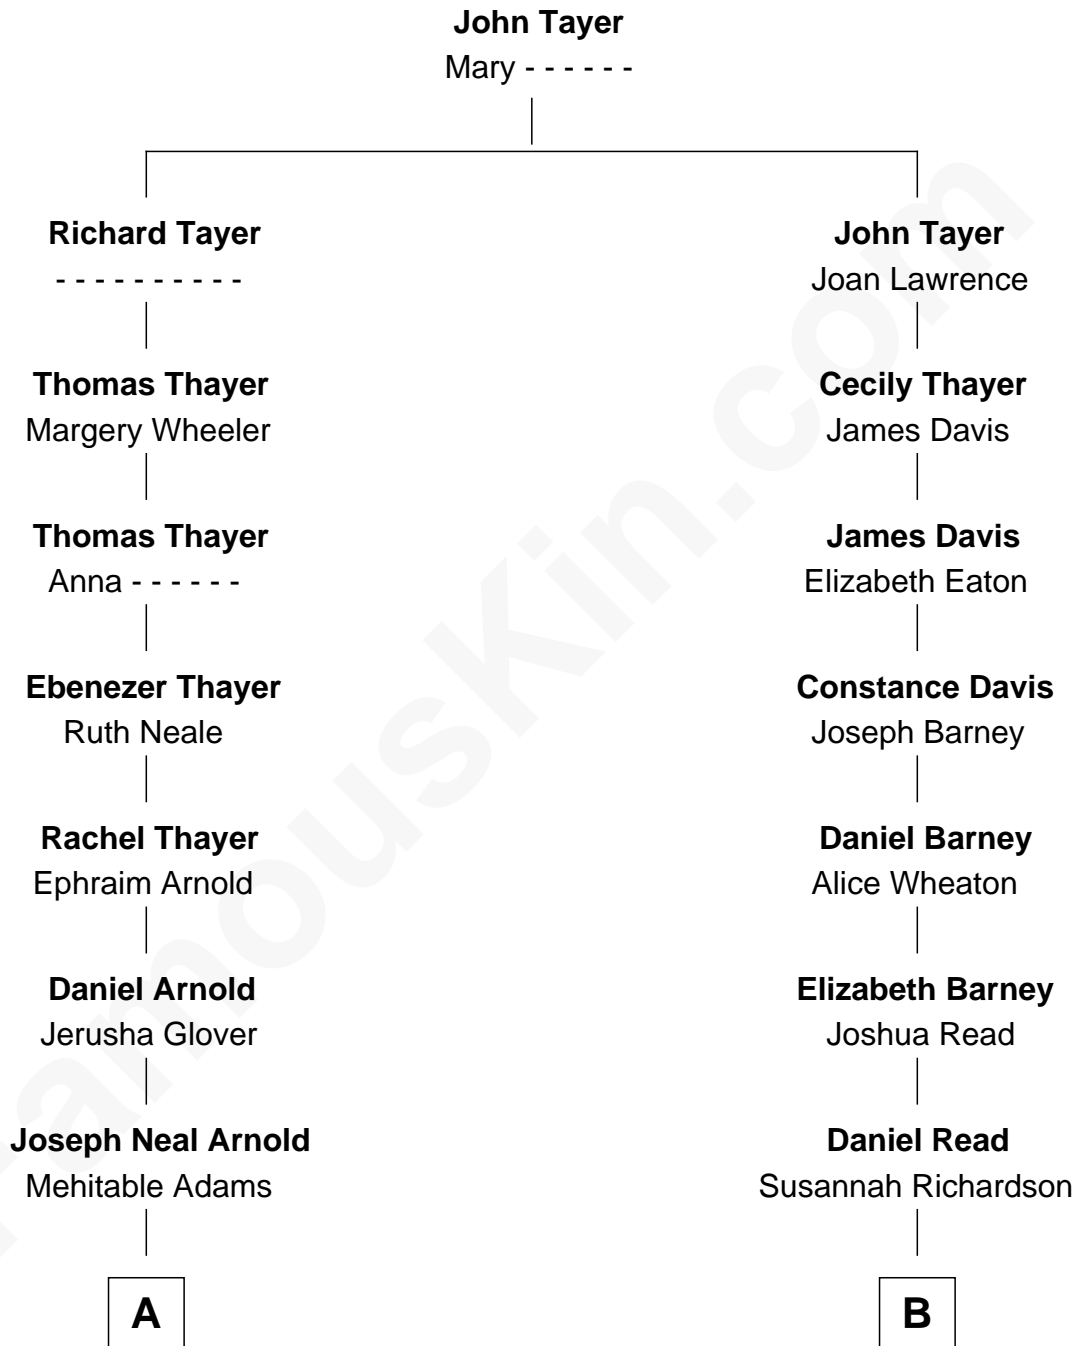 John Tayer
Mary - - - - - -
Richard Tayer
- - - - - - - - - -
John Tayer
Joan Lawrence
Thomas Thayer
Margery Wheeler
Cecily Thayer
James Davis
Thomas Thayer
Anna - - - - - -
James Davis
Elizabeth Eaton
Ebenezer Thayer
Ruth Neale
Constance Davis
Joseph Barney
Rachel Thayer
Ephraim Arnold
Daniel Barney
Alice Wheaton
Daniel Arnold
Jerusha Glover
Elizabeth Barney
Joshua Read
Joseph Neal Arnold
Mehitable Adams
Daniel Read
Susannah Richardson
A
B
FamousKin.com